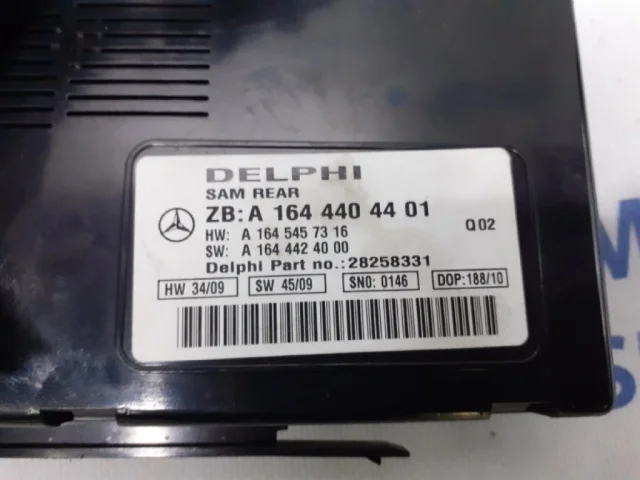 DELPHI
SAM REAR
ZB: A 164 440 44 01
Q02
HW: A 164 545 73 16
SW: A 164 442 40 00
Delphi Part no.:28258331
HW 34/09 SW 45/09 SNO: 0146 DOP:188/10